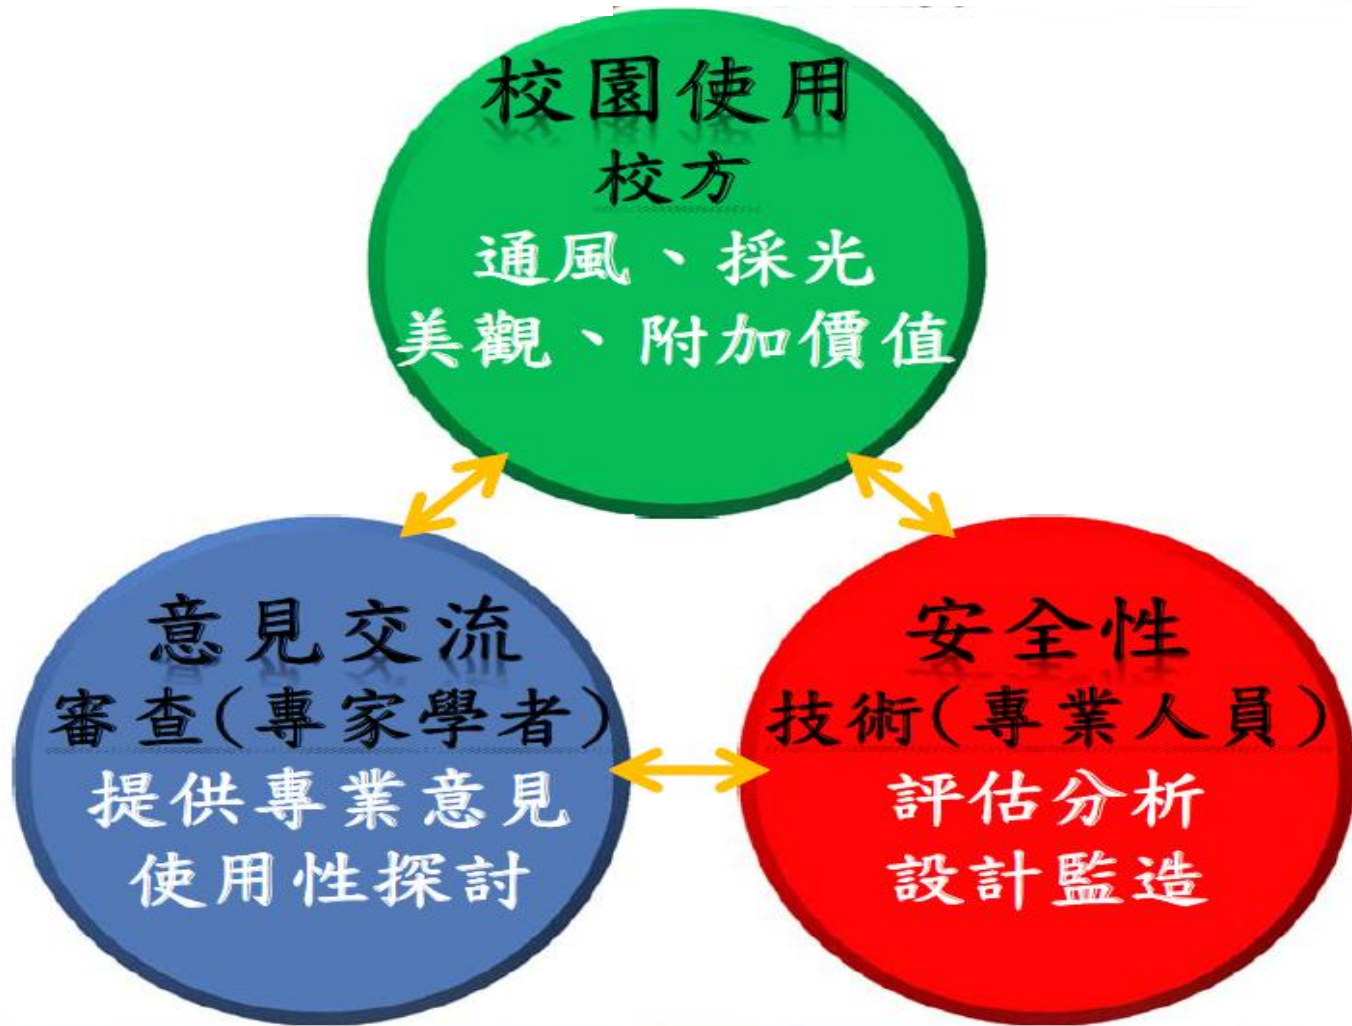 校園使用
校方
通風、採光
美觀、附加價值
意見交流
審查(專家學者)
提供專業意見
使用性探討
安全性
技術(專業人員)
評估分析
設計監造